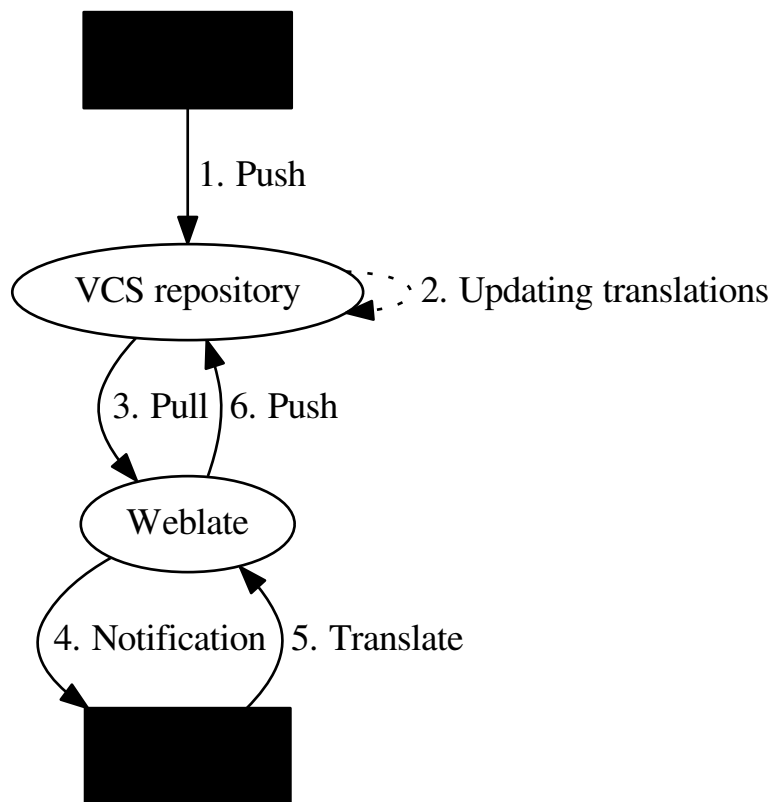 1. Push
VCS repository
2. Updating translations
3. Pull
6. Push
Weblate
4. Notification
5. Translate